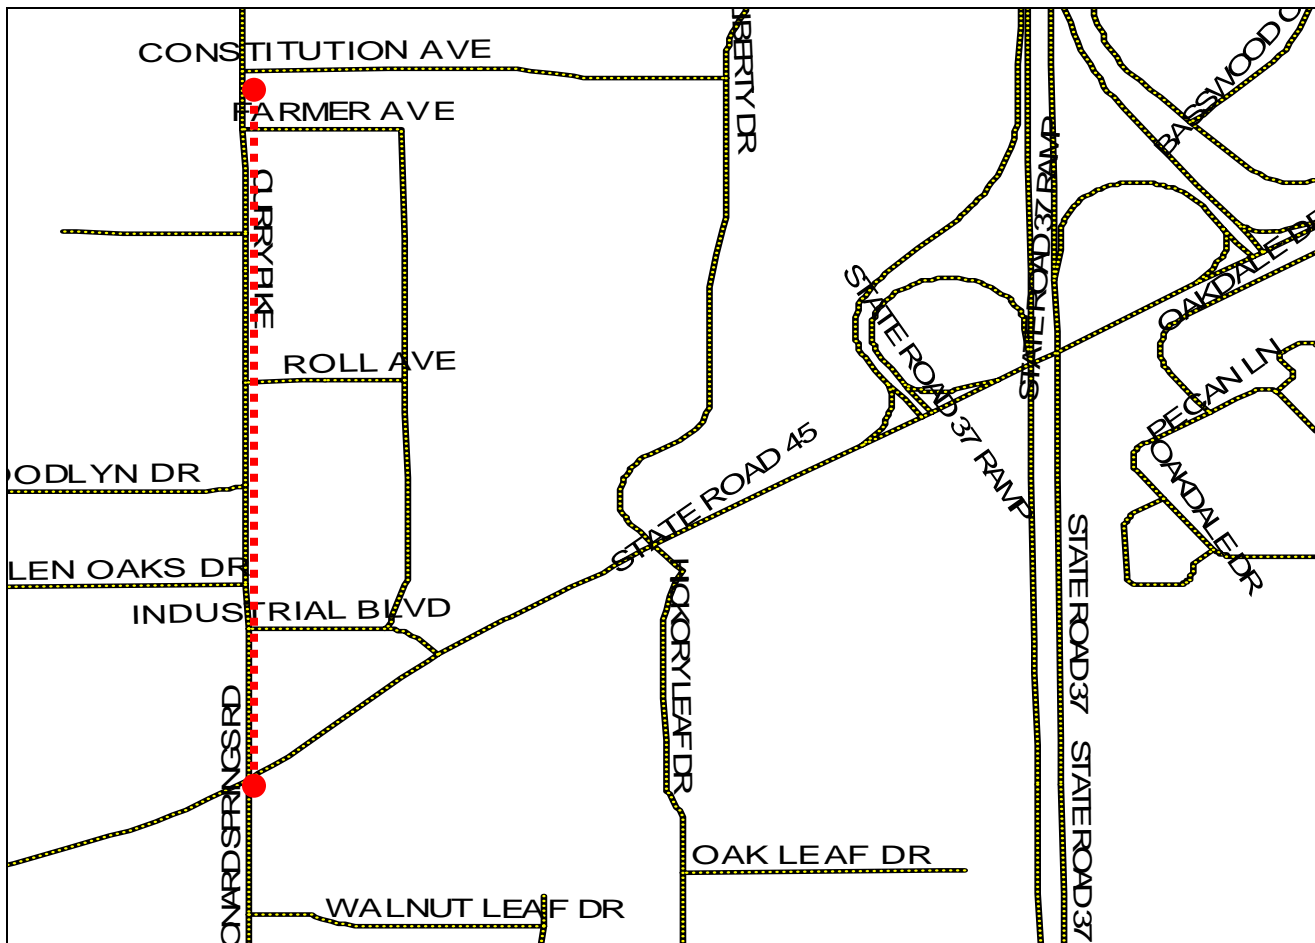 CONSTITUTION AVE
IBERTY DR
BASSWOOD C
FARMER AVE
CURRY PIKE
STATE ROAD 37 RAMP
OAKDALE DR
STATE ROAD 37 RAMP
ROLL AVE
PECAN LN
STATE ROAD 45
OODLYN DR
OAKDALE DR
LEN OAKS DR
HICKORY LEAF DR
STATE ROAD 37
INDUSTRIAL BLVD
ONARD SPRINGS RD
STATE ROAD 37
OAK LEAF DR
WALNUT LEAF DR